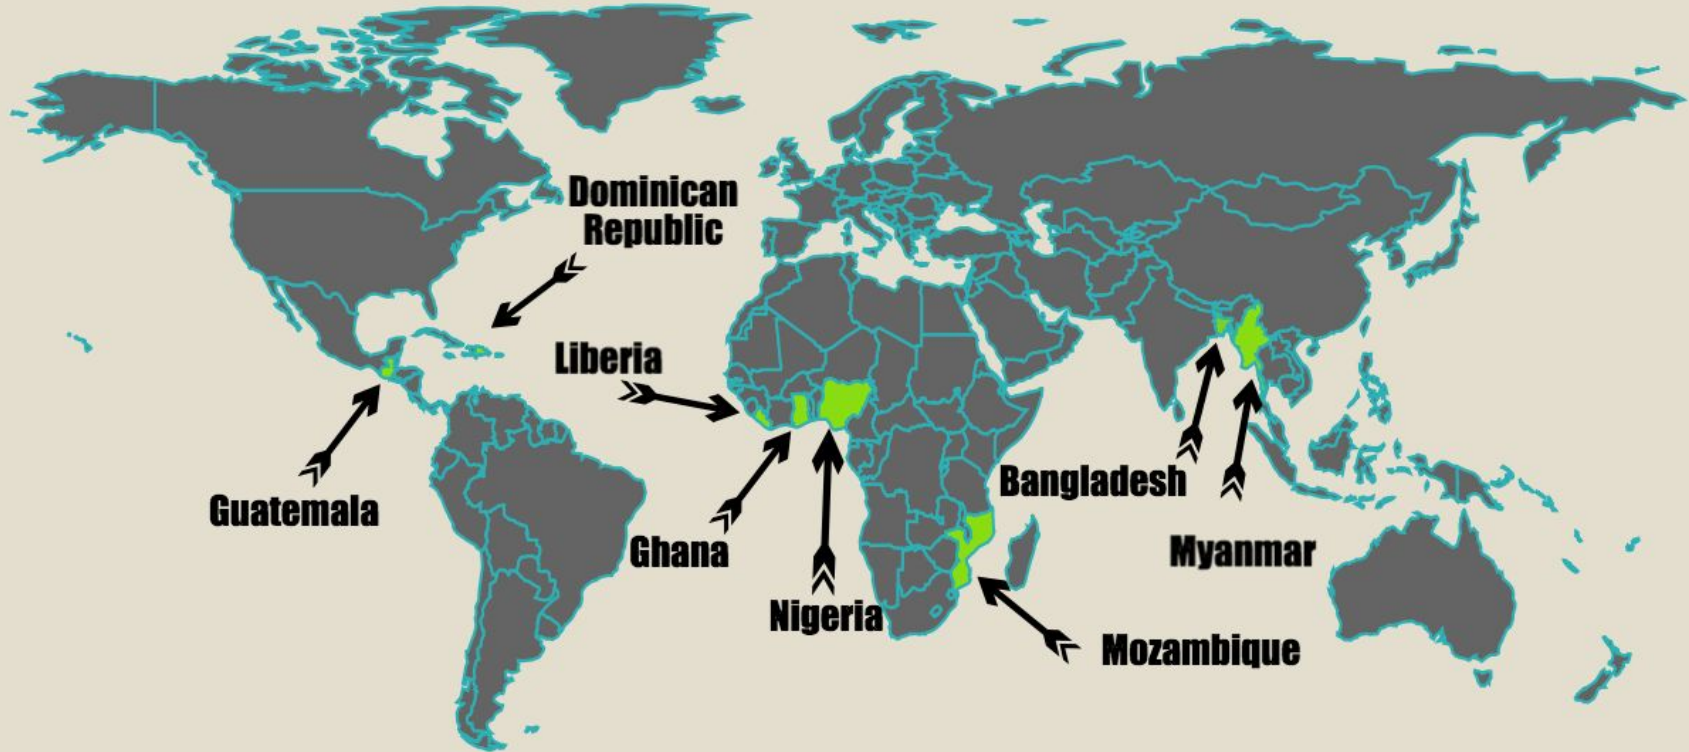 Dominican
Republic
Liberia
Guatemala
Ghana
Nigeria
Bangladesh
Myanmar
Mozambique